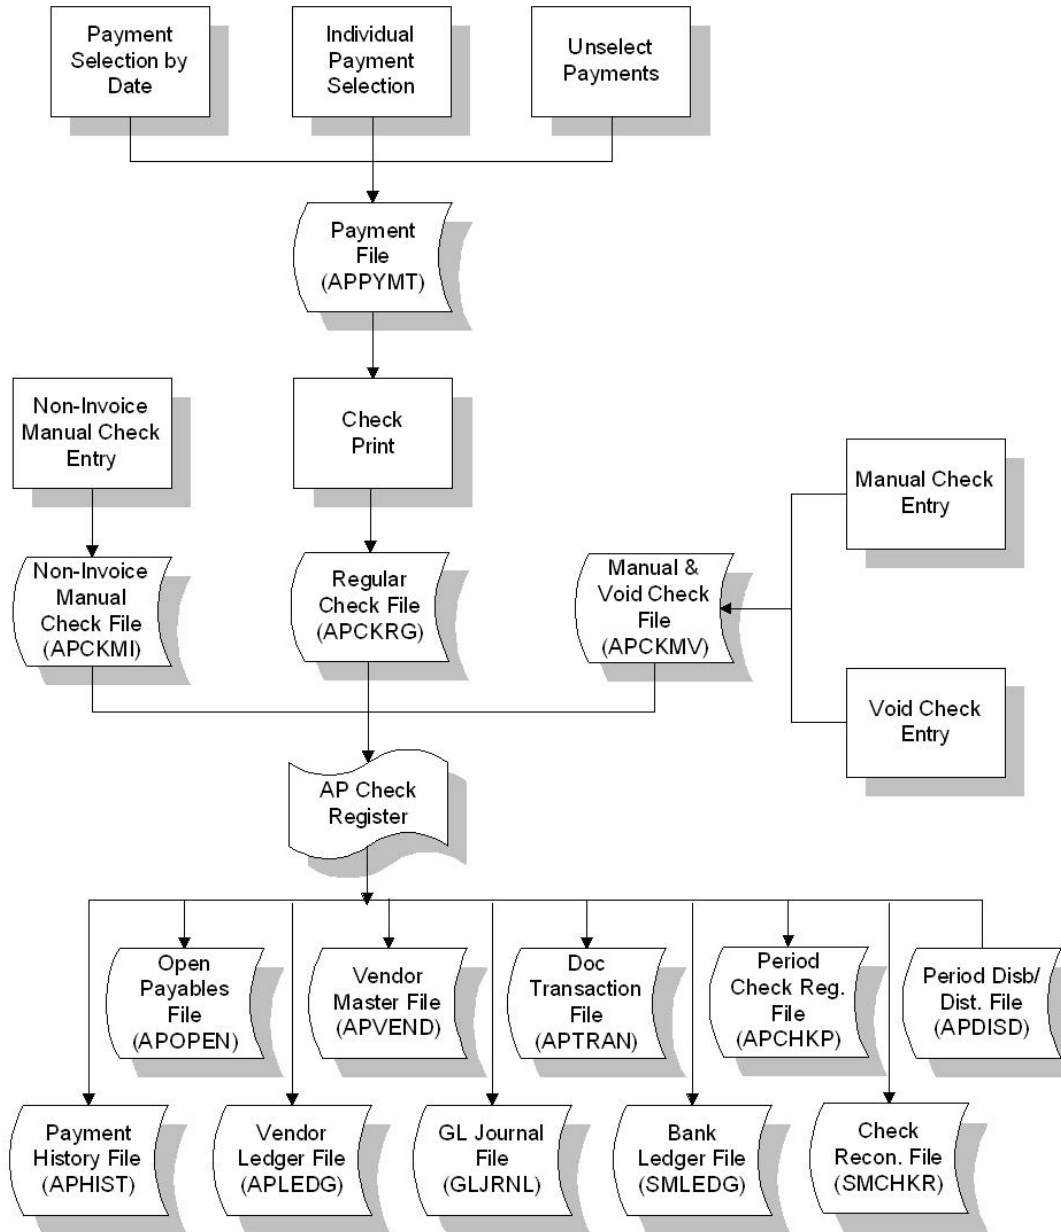 Payment
Selection by
Date
Individual
Payment
Selection
Unselect
Payments
Payment
File
(APPYMT)
Non-Invoice
Manual Check
Entry
Check
Print
Manual Check
Entry
Non-Invoice
Manual
Check File
(APCKMI)
Regular
Check File
(APCKRG)
Manual &
Void Check
File
(APCKMV)
Void Check
Entry
AP Check
Register
Open
Payables
File
(APOPEN)
Vendor
Master File
(APVEND)
Doc
Transaction
File
(APTRAN)
Period
Check Reg.
File
(APCHKP)
Period Disb/
Dist. File
(APDISD)
Payment
History File
(APHIST)
Vendor
Ledger File
(APLEDG)
GL Journal
File
(GLJRNL)
Bank
Ledger File
(SMLEDG)
Check
Recon. File
(SMCHKR)